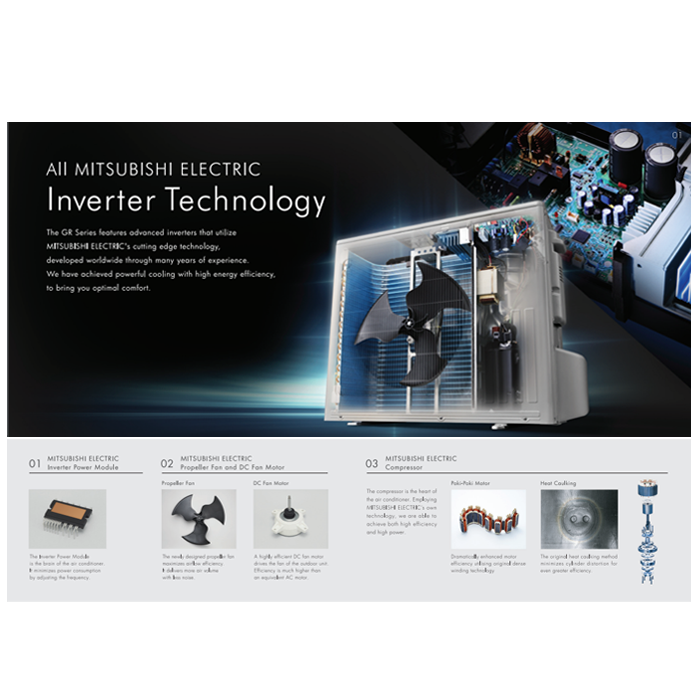 01
All MITSUBISHI ELECTRIC
Inverter Technology
The GR Series features advanced inverters that utilize
MITSUBISHI ELECTRIC's cutting edge technology,
developed worldwide through many years of experience.
We have achieved powerful cooling with high energy efficiency,
to bring you optimal comfort.
01 MITSUBISHI ELECTRIC
Inverter Power Module
The Inverter Power Module
is the brain of the air conditioner.
It minimizes power consumption
by adjusting the frequency.
02 MITSUBISHI ELECTRIC
Propeller Fan and DC Fan Motor
Propeller Fan
The newly designed propeller fan
maximizes airflow efficiency.
It delivers more air volume
with less noise.
DC Fan Motor
A highly efficient DC fan motor
drives the fan of the outdoor unit.
Efficiency is much higher than
an equivalent AC motor.
03 MITSUBISHI ELECTRIC
Compressor
The compressor is the heart of
the air conditioner. Employing
MITSUBISHI ELECTRIC's own
technology, we are able to
achieve both high efficiency
and high power.
Poki-Poki Motor
Dramatically enhanced motor
efficiency utilizing original dense
winding technology.
Heat Caulking
The original heat caulking method
minimizes cylinder distortion for
even greater efficiency.